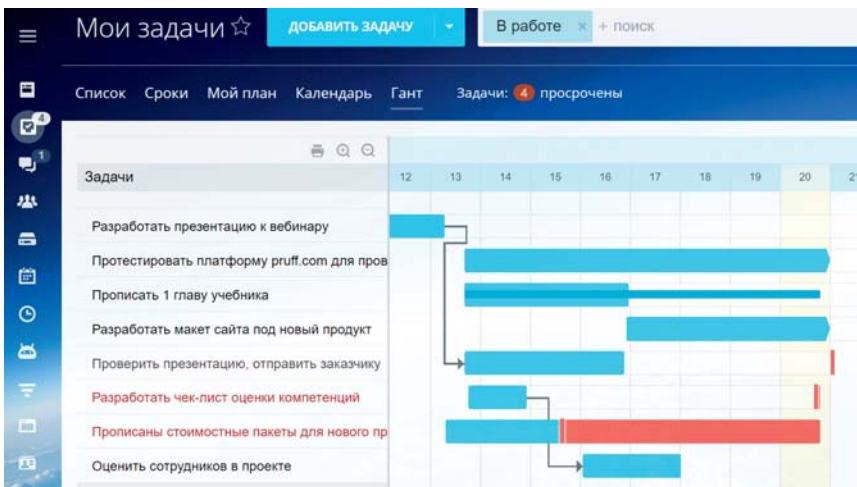 Мои задачи ДОБАВИТЬ ЗАДАЧУ В работе × + поиск
Список Сроки Мой план Календарь Гант Задачи: 4 просрочены
4
1
Задачи 12 13 14 15 16 17 18 19 20 2
Разработать презентацию к вебинару
Протестировать платформу pruff.com для пров
Прописать 1 главу учебника
Разработать макет сайта под новый продукт
Проверить презентацию, отправить заказчику
Разработать чек-лист оценки компетенций
Прописаны стоимостные пакеты для нового пр
Оценить сотрудников в проекте